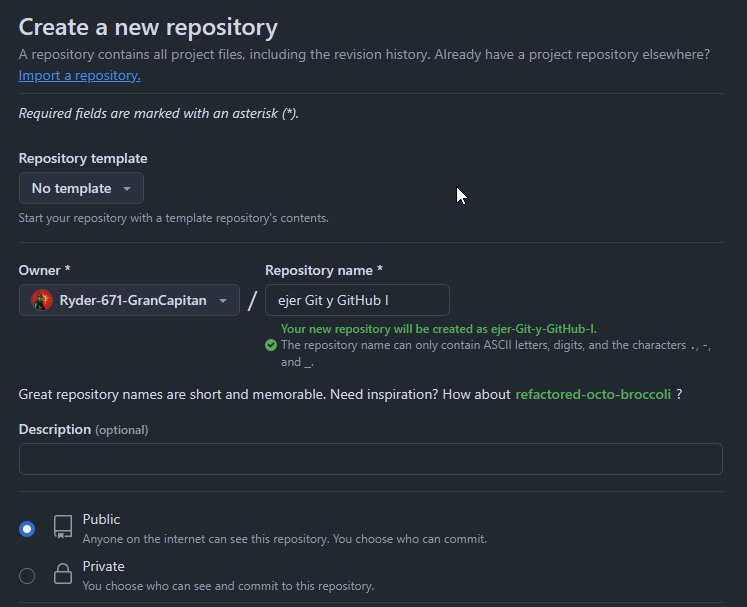 Create a new repository
A repository contains all project files, including the revision history. Already have a project repository elsewhere?
Import a repository.
Required fields are marked with an asterisk (*).
Repository template
No template
Start your repository with a template repository's contents.
Owner *
Repository name *
Ryder-671-GranCapitan
/
ejer Git y GitHub I
Your new repository will be created as ejer-Git-y-GitHub-I.
The repository name can only contain ASCII letters, digits, and the characters ., -,
and _.
Great repository names are short and memorable. Need inspiration? How about refactored-octo-broccoli ?
Description (optional)
Public
Anyone on the internet can see this repository. You choose who can commit.
Private
You choose who can see and commit to this repository.